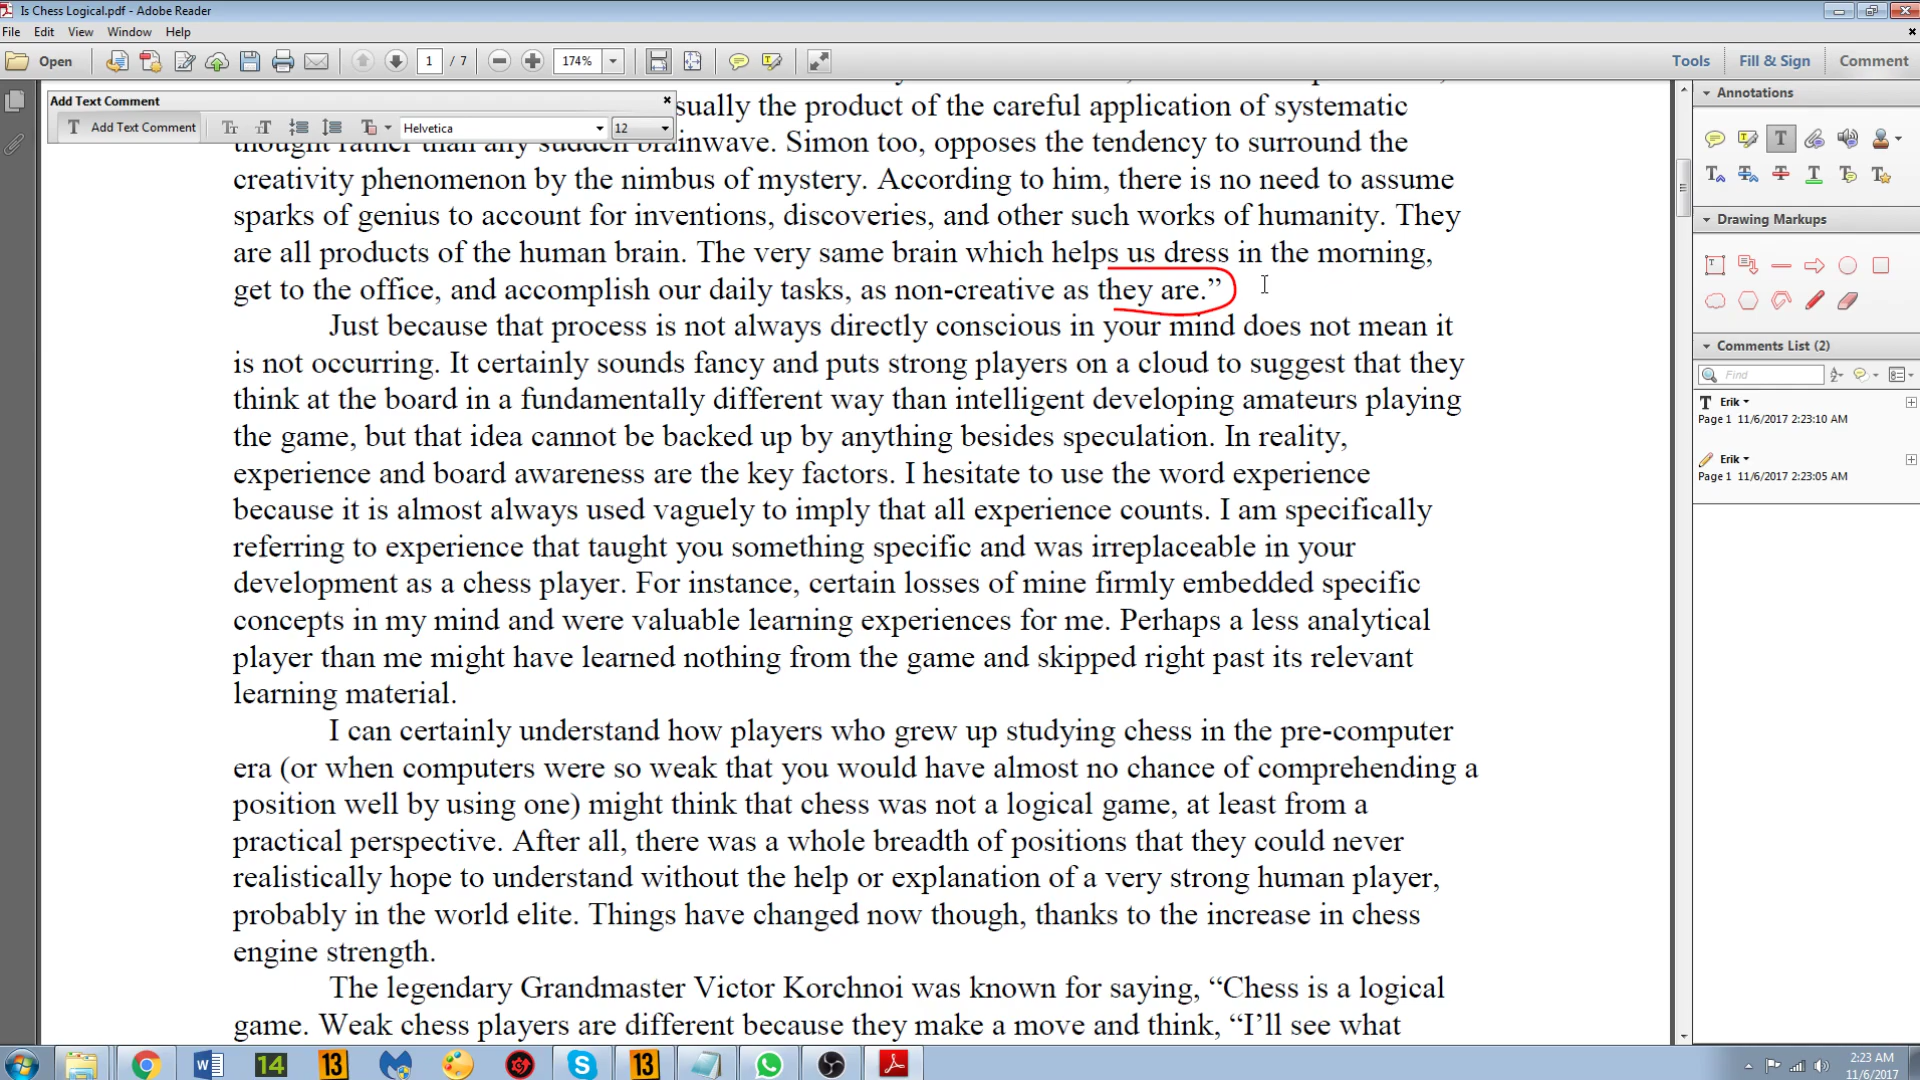 Is Chess Logical.pdf - Adobe Reader
File Edit View Window Help
Open 1 / 7 174% Tools Fill & Sign Comment
Add Text Comment
Add Text Comment Helvetica 12
sually the product of the careful application of systematic
thought rather than any sudden brainwave. Simon too, opposes the tendency to surround the
creativity phenomenon by the nimbus of mystery. According to him, there is no need to assume
sparks of genius to account for inventions, discoveries, and other such works of humanity. They
are all products of the human brain. The very same brain which helps us dress in the morning,
get to the office, and accomplish our daily tasks, as non-creative as they are.”
Just because that process is not always directly conscious in your mind does not mean it
is not occurring. It certainly sounds fancy and puts strong players on a cloud to suggest that they
think at the board in a fundamentally different way than intelligent developing amateurs playing
the game, but that idea cannot be backed up by anything besides speculation. In reality,
experience and board awareness are the key factors. I hesitate to use the word experience
because it is almost always used vaguely to imply that all experience counts. I am specifically
referring to experience that taught you something specific and was irreplaceable in your
development as a chess player. For instance, certain losses of mine firmly embedded specific
concepts in my mind and were valuable learning experiences for me. Perhaps a less analytical
player than me might have learned nothing from the game and skipped right past its relevant
learning material.
I can certainly understand how players who grew up studying chess in the pre-computer
era (or when computers were so weak that you would have almost no chance of comprehending a
position well by using one) might think that chess was not a logical game, at least from a
practical perspective. After all, there was a whole breadth of positions that they could never
realistically hope to understand without the help or explanation of a very strong human player,
probably in the world elite. Things have changed now though, thanks to the increase in chess
engine strength.
The legendary Grandmaster Victor Korchnoi was known for saying, “Chess is a logical
game. Weak chess players are different because they make a move and think, “I’ll see what
Annotations
Drawing Markups
Comments List (2)
Find
Erik
Page 1 11/6/2017 2:23:10 AM
Erik
Page 1 11/6/2017 2:23:05 AM
14 13 13
2:23 AM
11/6/2017